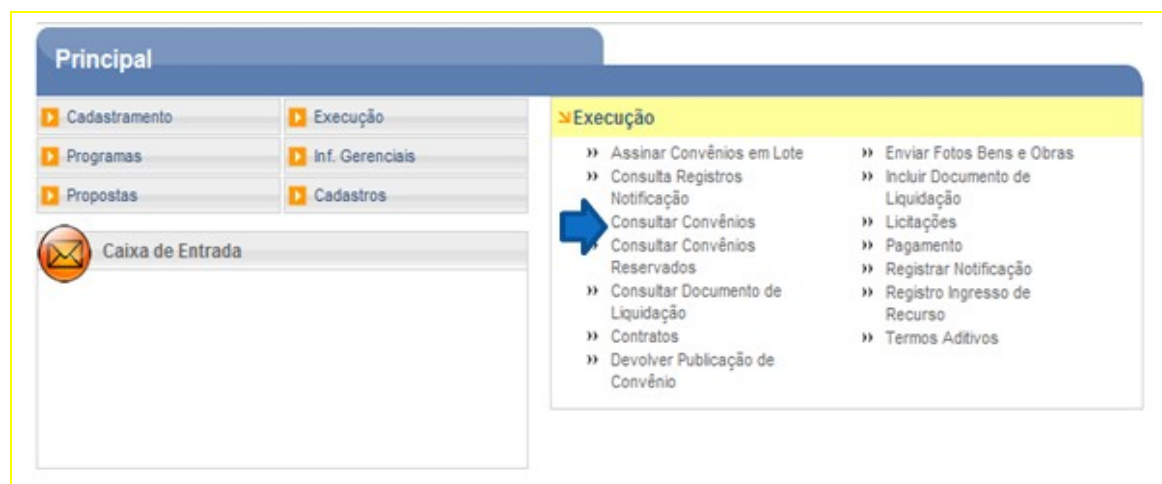 Principal
Cadastramento
Execução
Programas
Inf. Gerenciais
Propostas
Cadastros
Caixa de Entrada
Execução
Assinar Convênios em Lote
Consulta Registros
Notificação
Consultar Convênios
Consultar Convênios
Reservados
Consultar Documento de
Liquidação
Contratos
Devolver Publicação de
Convênio
Enviar Fotos Bens e Obras
Incluir Documento de
Liquidação
Licitações
Pagamento
Registrar Notificação
Registro Ingresso de
Recurso
Termos Aditivos